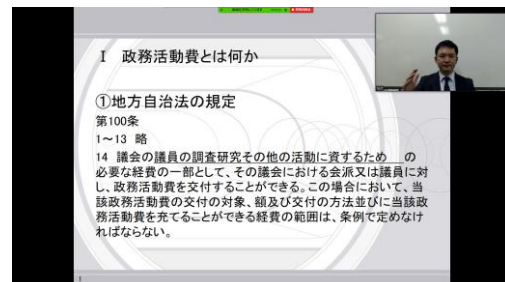 Ⅰ 政務活動費とは何か
①地方自治法の規定
第100条
1～13 略
14 議会の議員の調査研究その他の活動に資するため の
必要な経費の一部として、その議会における会派又は議員に対
し、政務活動費を交付することができる。この場合において、当
該政務活動費の交付の対象、額及び交付の方法並びに当該政
務活動費を充てることができる経費の範囲は、条例で定めなけ
ればならない。